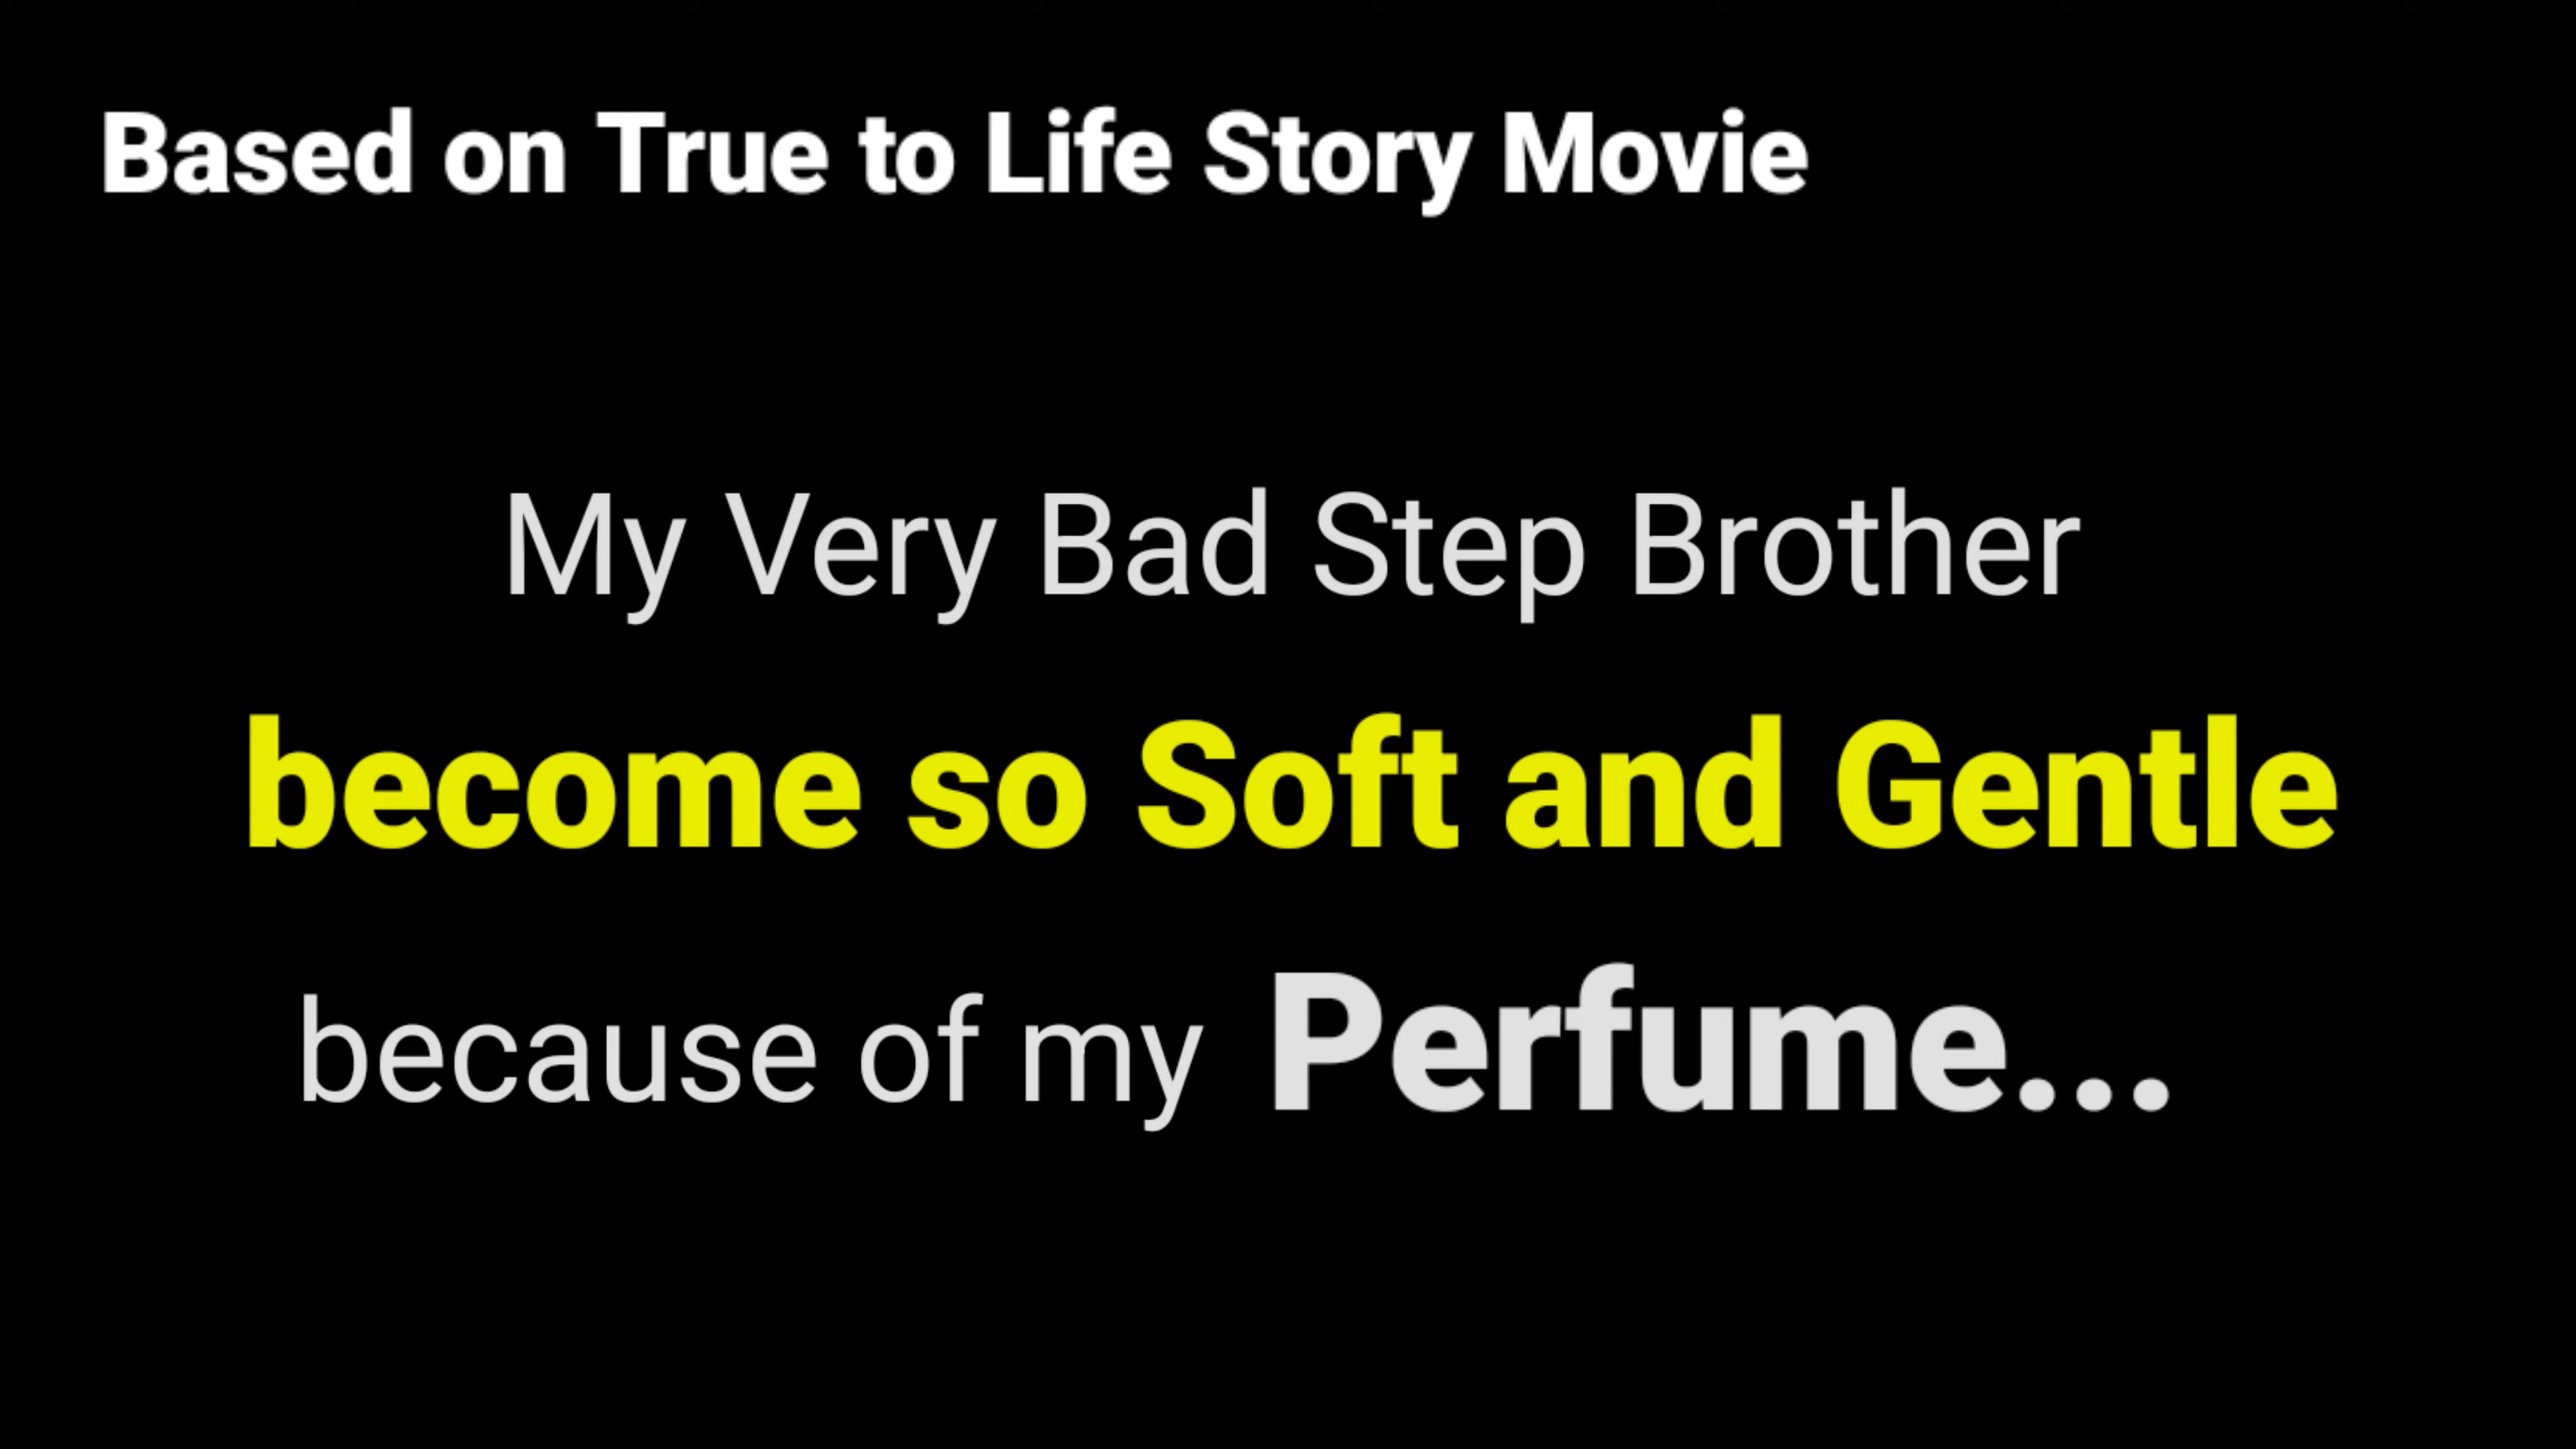 Based on True to Life Story Movie
My Very Bad Step Brother
become so Soft and Gentle
because of my Perfume...